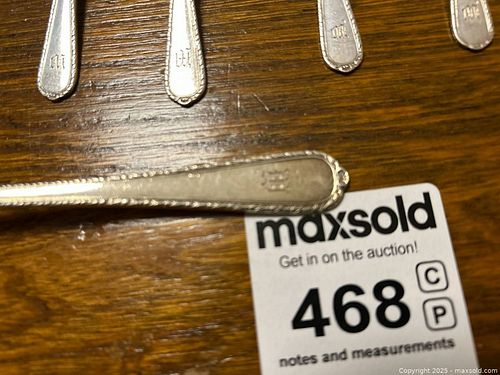 m
m
m
m
m
maxsold
Get in on the auction!
468
C
P
notes and measurements
Copyright 2025 - maxsold.com